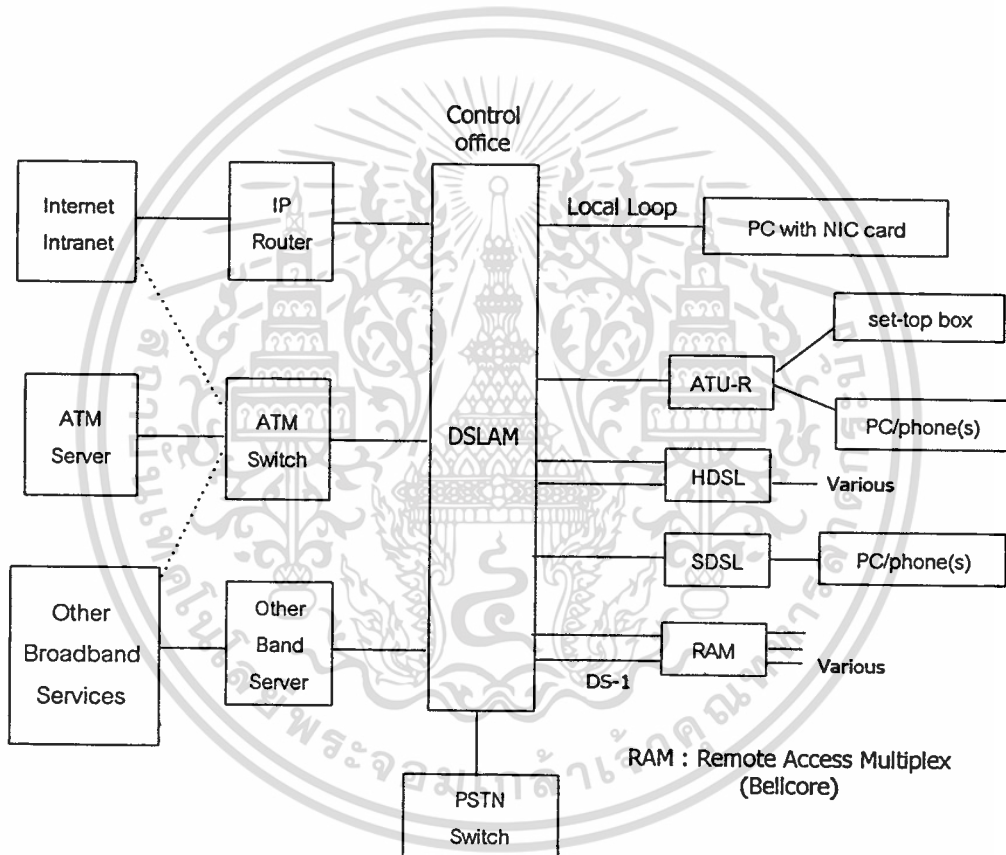 Control
office
Internet
Intranet
IP
Router
Local Loop
PC with NIC card
set-top box
ATM
Server
ATM
Switch
DSLAM
ATU-R
PC/phone(s)
HDSL
Various
SDSL
PC/phone(s)
Other
Broadband
Services
Other
Band
Server
RAM
Various
DS-1
RAM : Remote Access Multiplex
(Bellcore)
PSTN
Switch